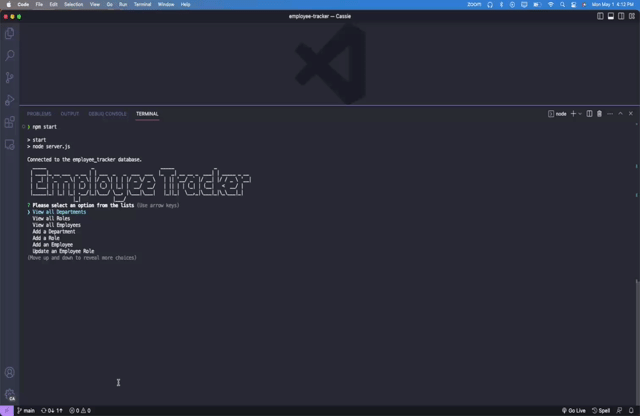 Code File Edit Selection View Go Run Terminal Window Help
zoom Mon May 1 4:12 PM
employee-tracker — Cassie
PROBLEMS OUTPUT DEBUG CONSOLE TERMINAL
node
> npm start
> start
> node server.js
Connected to the employee_tracker database.
Employee Tracker
? Please select an option from the lists (Use arrow keys)
❯ View all Departments
View all Roles
View all Employees
Add a Department
Add a Role
Add an Employee
Update an Employee Role
(Move up and down to reveal more choices)
CA
main 0↓ 1↑ 0 0
Go Live Spell